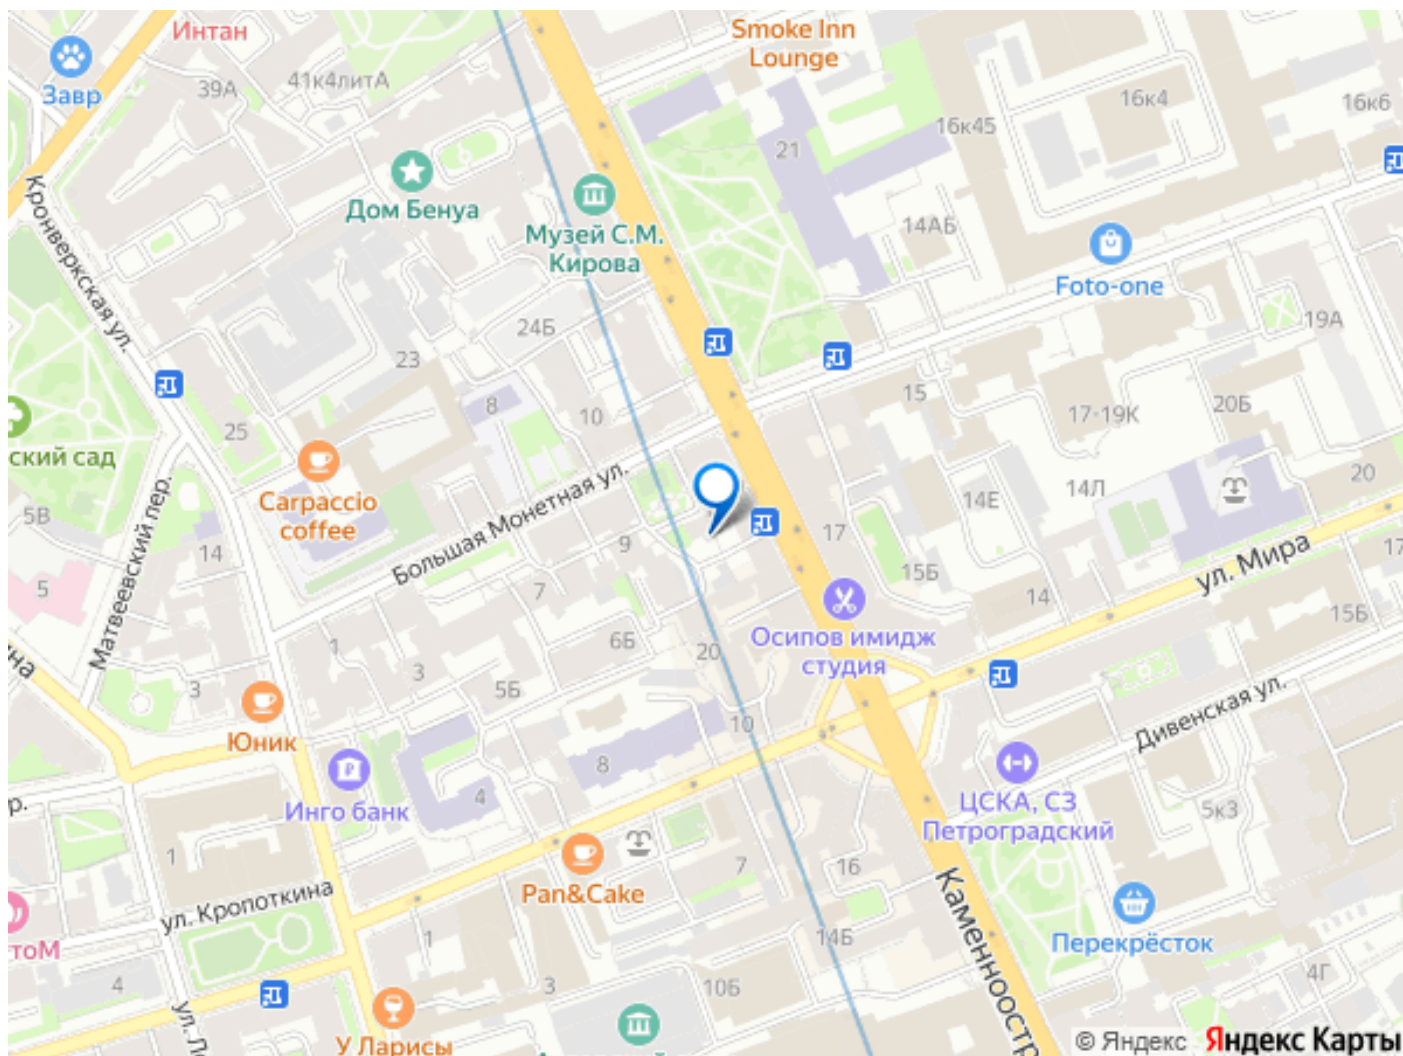 Интан
Smoke Inn
Lounge
Завр
39А
41к4литА
16к4
16к6
16к45
21
Дом Бенуа
Музей С.М.
Кирова
14АБ
Foto-one
Кронверкская ул.
24Б
23
19А
8
10
15
17-19К
20Б
25
ский сад
Carpaccio
coffee
Большая Монетная ул.
14Е
14Л
20
5В
Матвеевский пер.
14
9
17
ул. Мира
17
5
7
15Б
14
15Б
1
6Б
Осипов имидж
студия
20
3
3
5Б
Дивенская ул.
Юник
10
8
Инго банк
4
ЦСКА, СЗ
Петроградский
5к3
р.
1
Pan&Cake
7
16
ул. Кропоткина
Каменноостр
Перекрёсток
тоМ
1
14Б
4
3
10Б
4Г
ул. Ле
У Ларисы
© Яндекс
Яндекс Карты